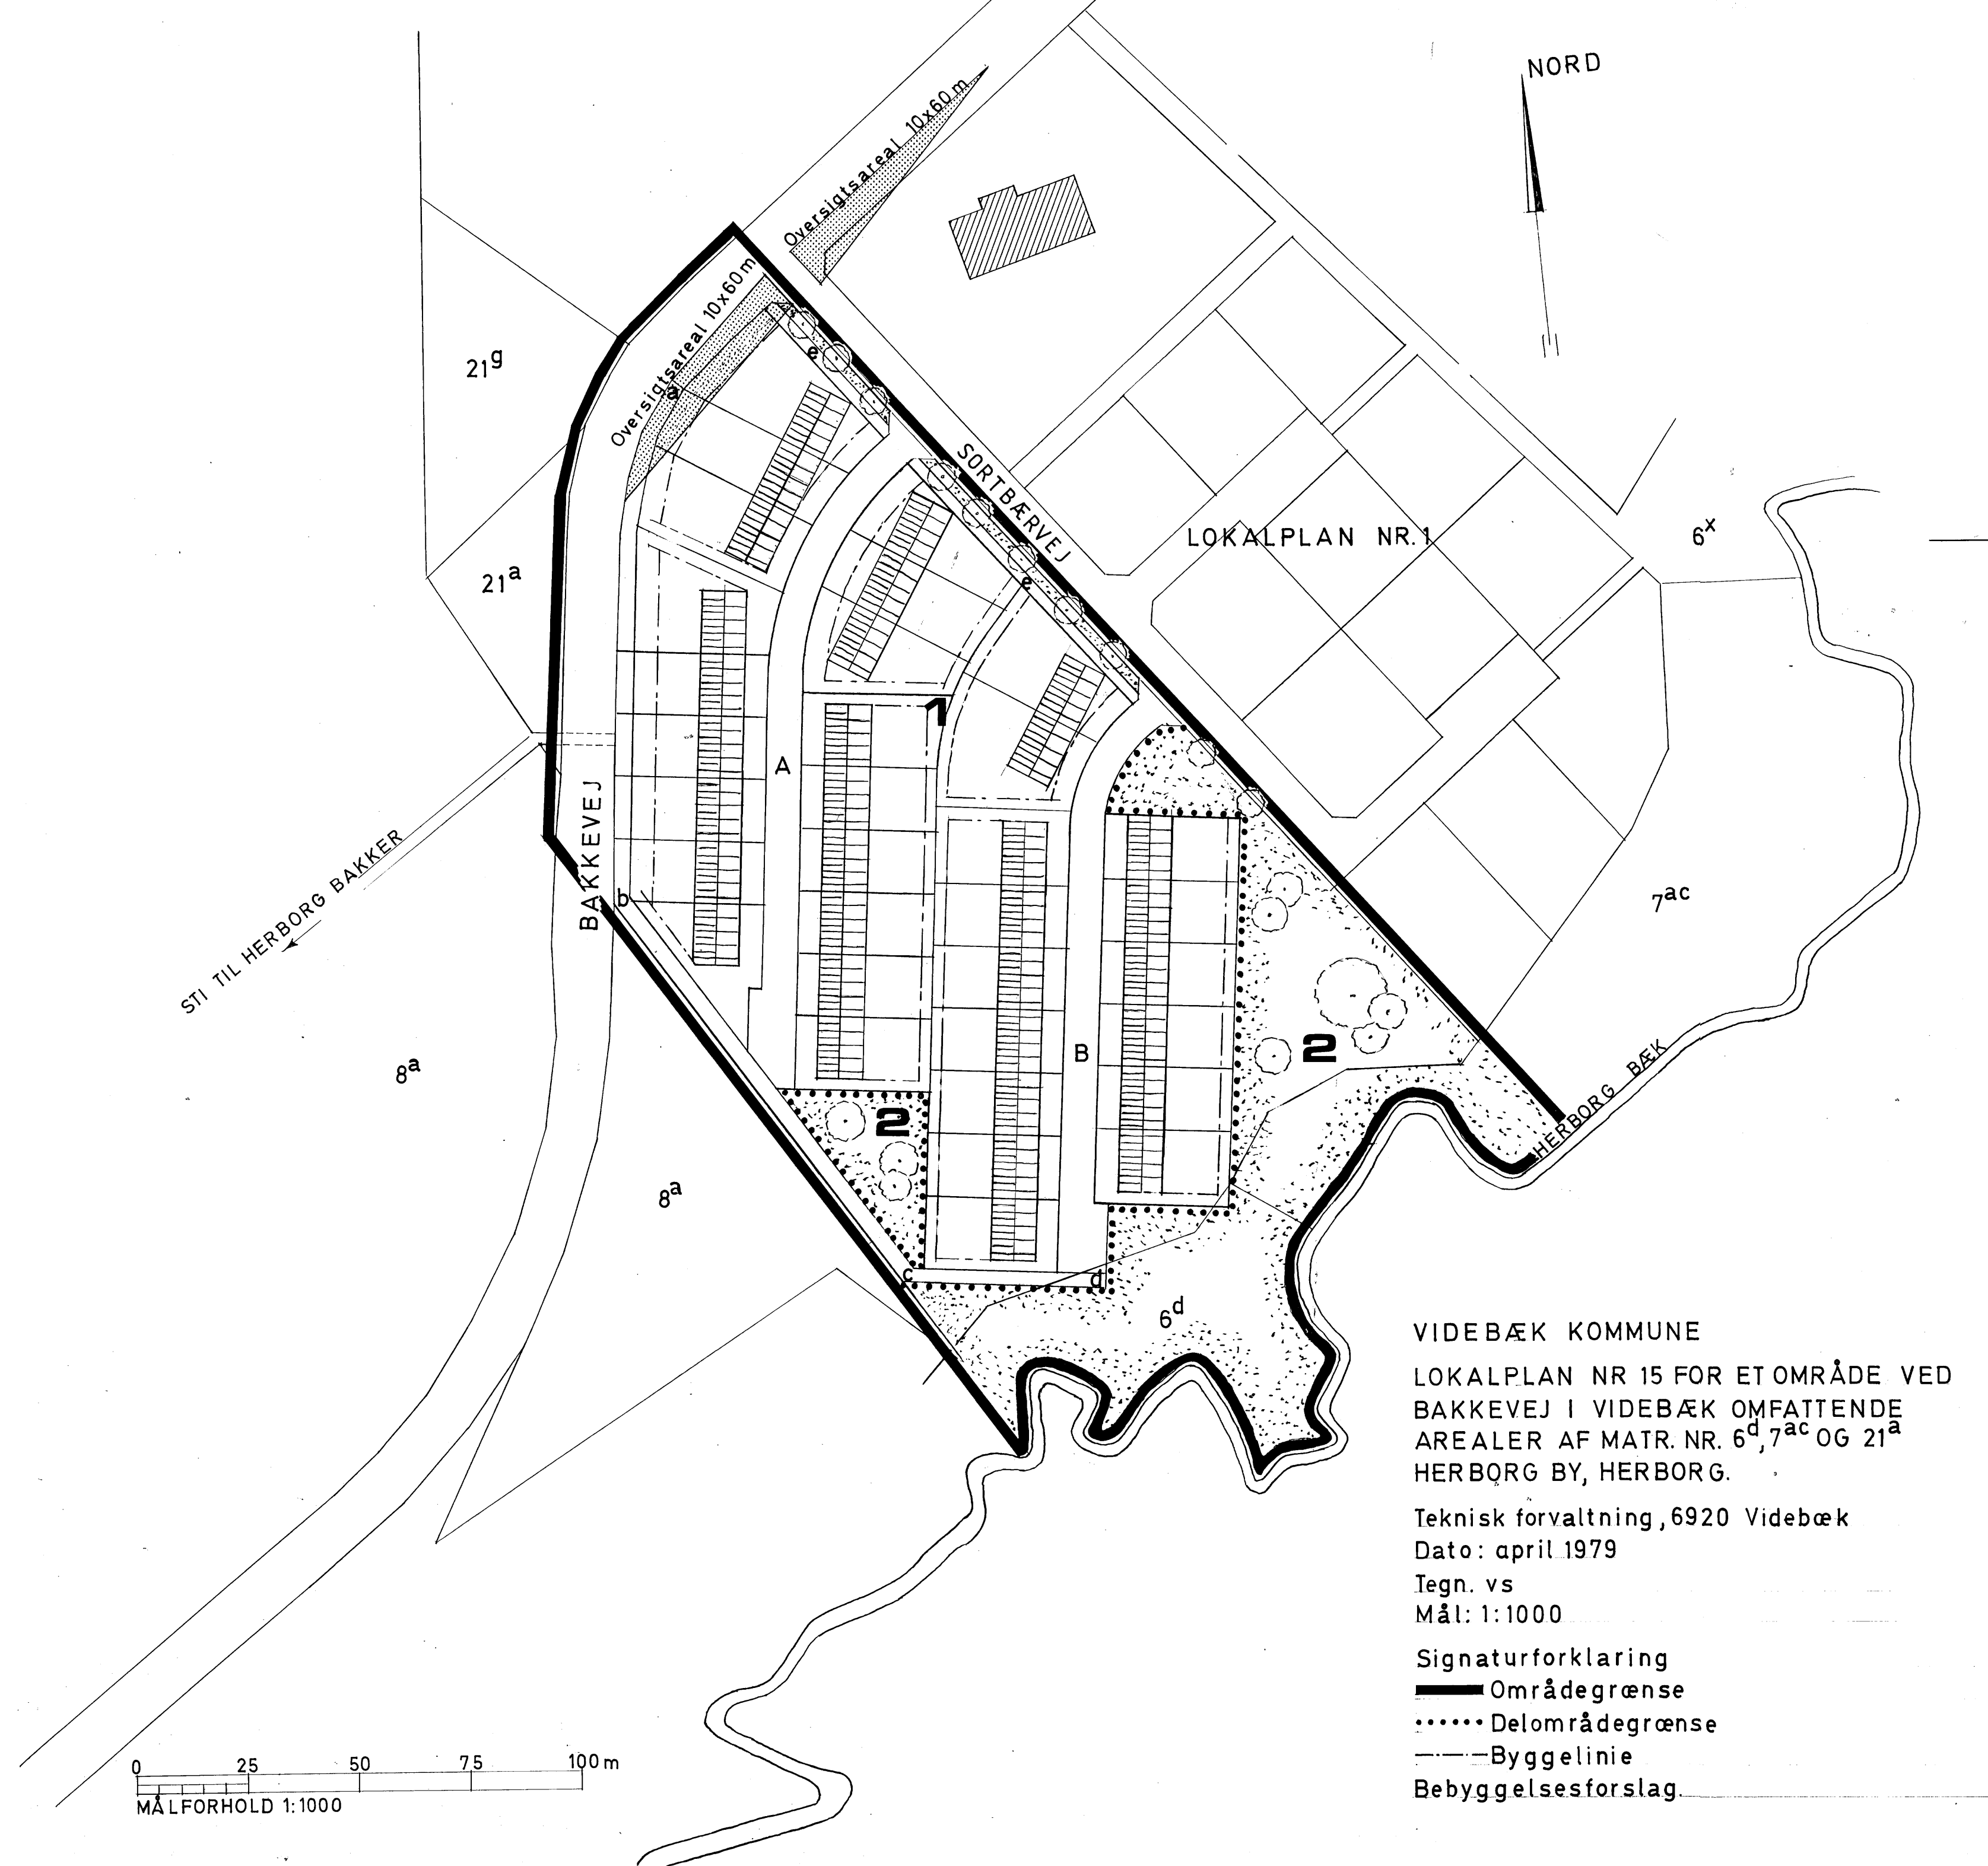 NORD
Oversigtsareal 10x60m
Oversigtsareal 10x60m
21g
a
e
SORTBÆRVEJ
LOKALPLAN NR.1
6x
21a
e
1
A
BAKKEVEJ
STI TIL HERBORG BAKKER
b
7ac
8a
B
2
HERBORG BÆK
2
8a
c
d
6d
VIDEBÆK KOMMUNE
LOKALPLAN NR 15 FOR ET OMRÅDE VED
BAKKEVEJ I VIDEBÆK OMFATTENDE
AREALER AF MATR. NR. 6d, 7ac OG 21a
HERBORG BY, HERBORG.
Teknisk forvaltning, 6920 Videbæk
Dato: april 1979
Tegn. vs
Mål: 1:1000
Signaturforklaring
Områdegrænse
Delområdegrænse
Byggelinie
Bebyggelsesforslag.
0 25 50 75 100 m
MÅLFORHOLD 1:1000